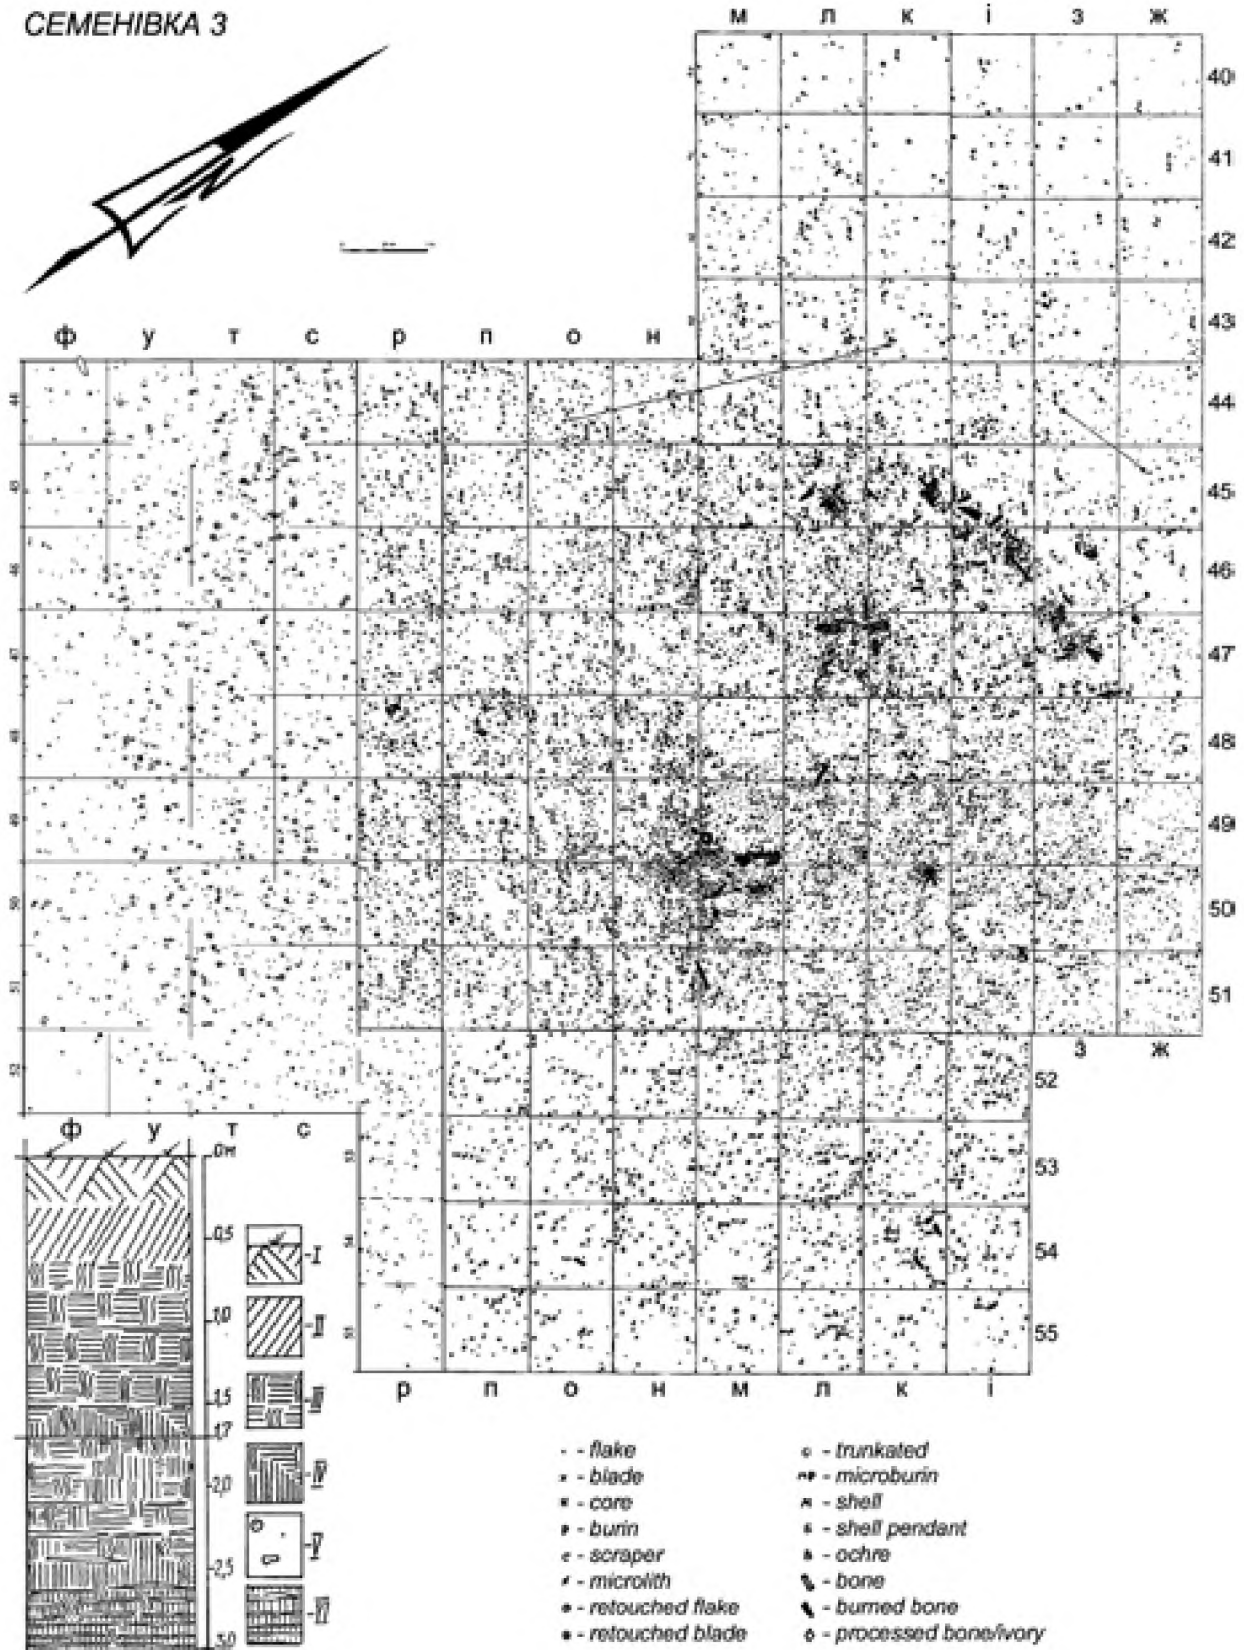 СЕМЕНІВКА 3
м л к і з ж
40
41
42
43
ф у т с р п о н
44
45
46
47
48
49
50
51
з ж
52
53
54
55
ф у т с
0м
0,5
1,0
1,5
1,7
2,0
2,5
3,0
I
II
III
IV
V
VI
р п о н м л к і
- flake
- blade
- core
- burin
- scraper
- microlith
- retouched flake
- retouched blade
- trunkated
- microburin
- shell
- shell pendant
- ochre
- bone
- burned bone
- processed bone/ivory